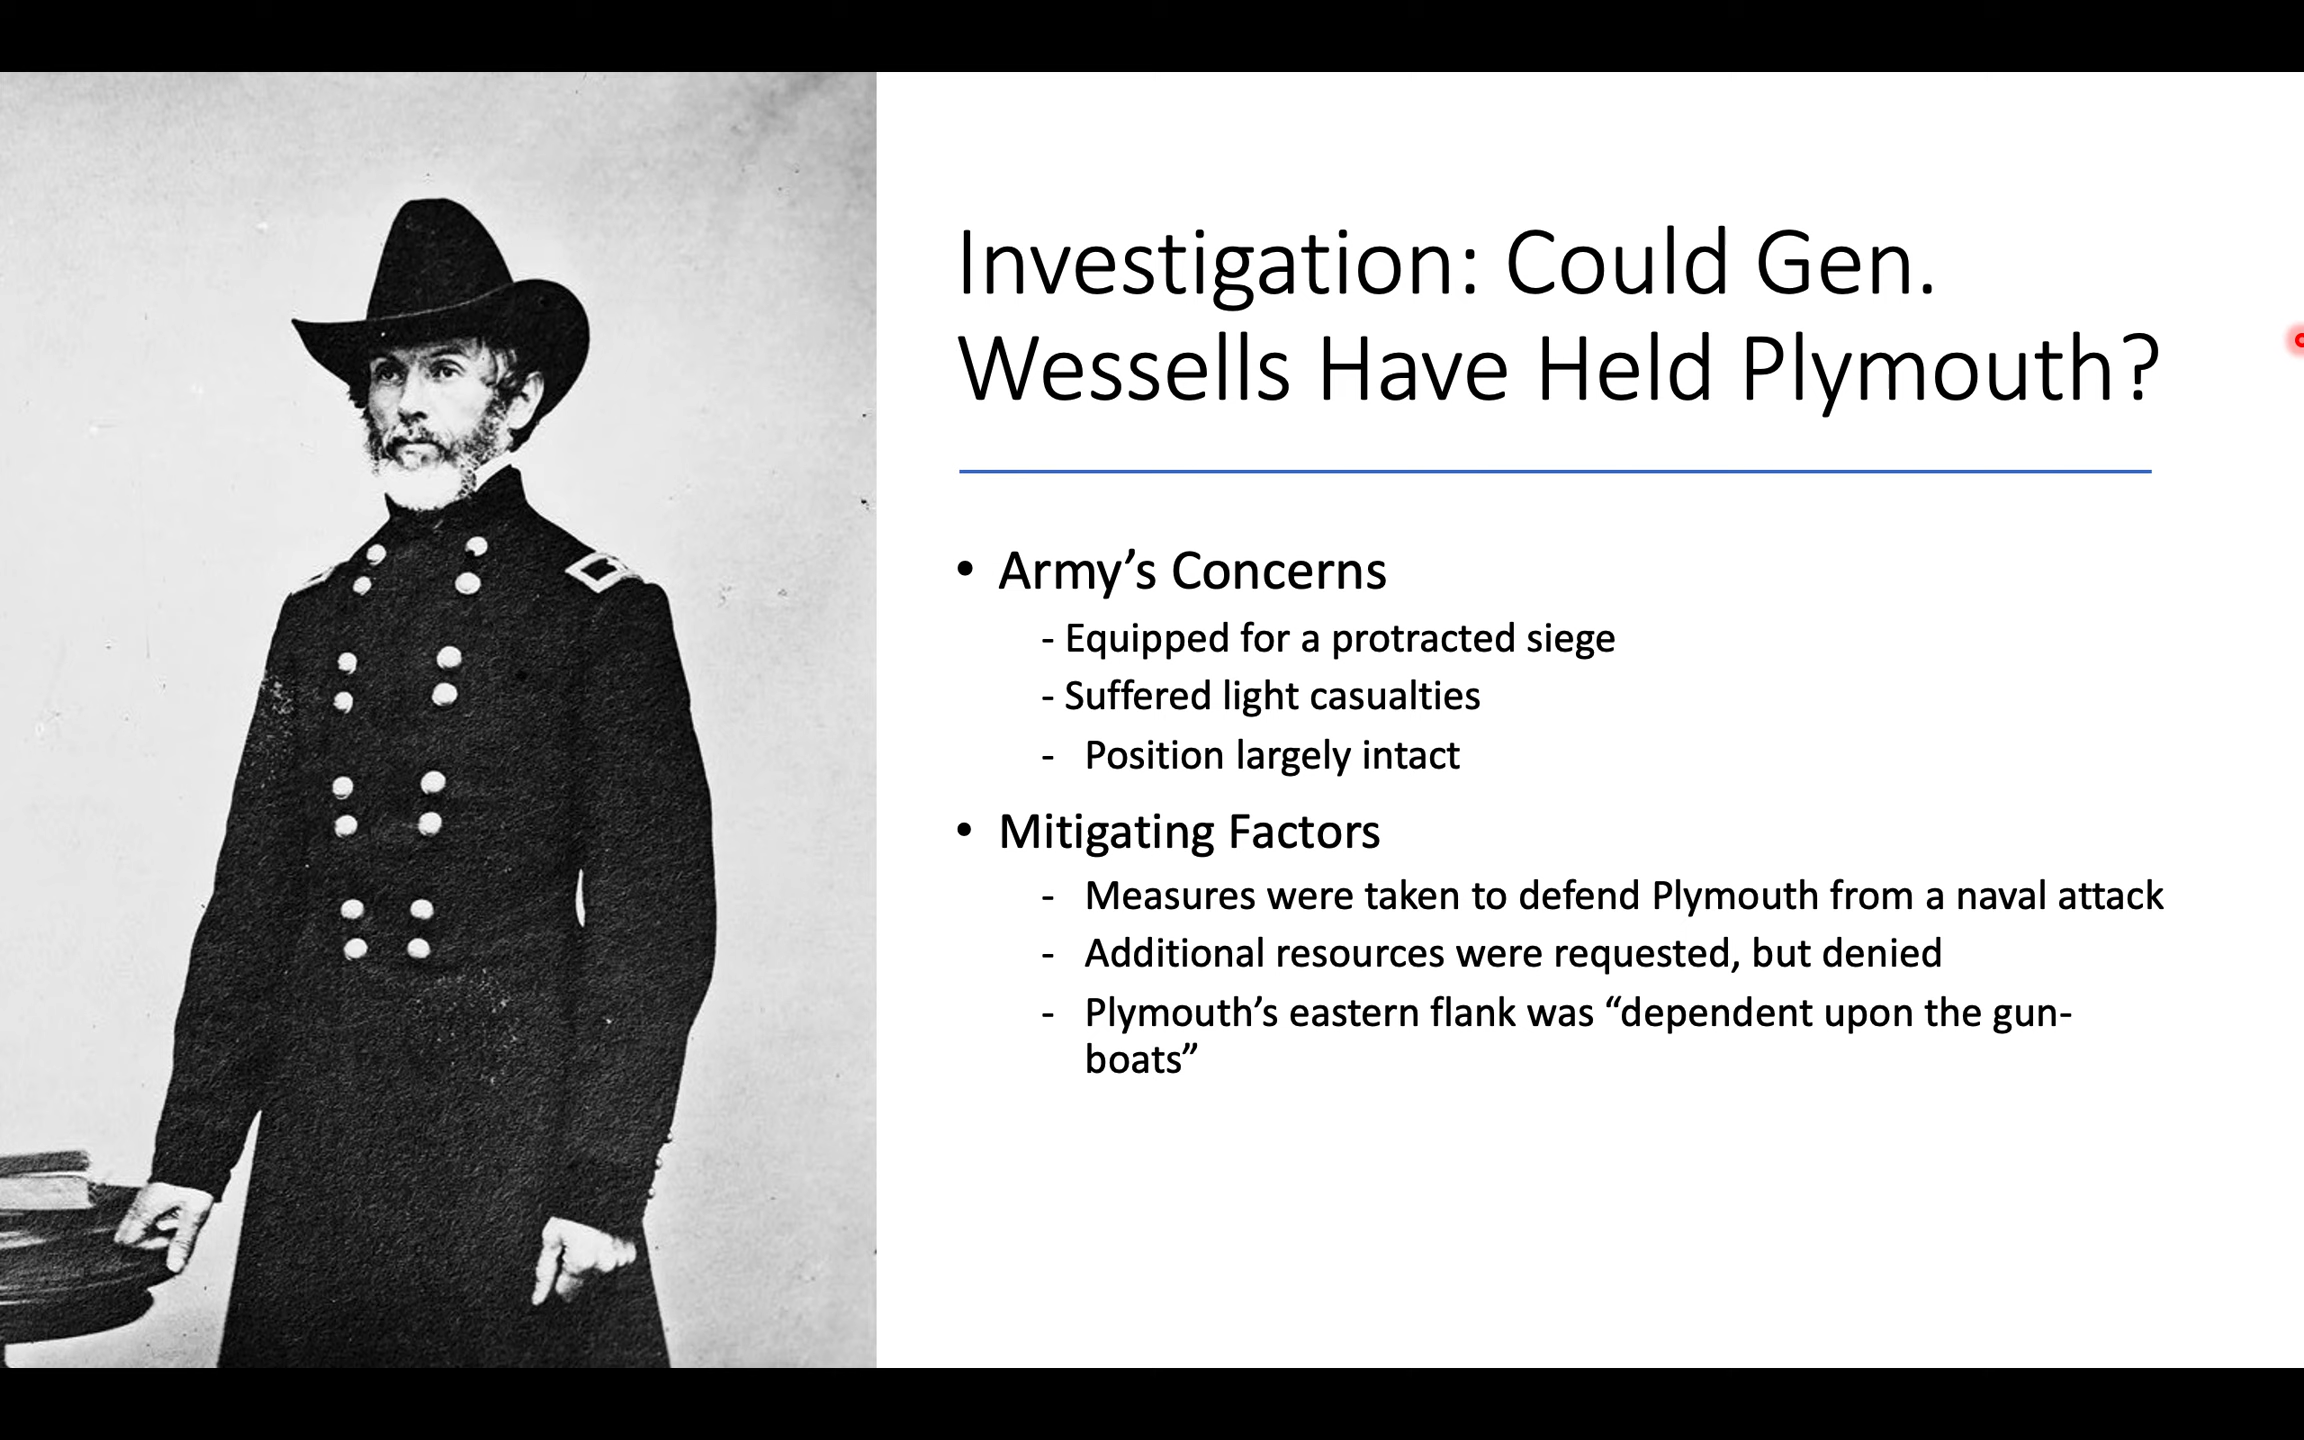 Investigation: Could Gen.
Wessells Have Held Plymouth?
• Army’s Concerns
- Equipped for a protracted siege
- Suffered light casualties
- Position largely intact
• Mitigating Factors
- Measures were taken to defend Plymouth from a naval attack
- Additional resources were requested, but denied
- Plymouth’s eastern flank was “dependent upon the gun-
boats”